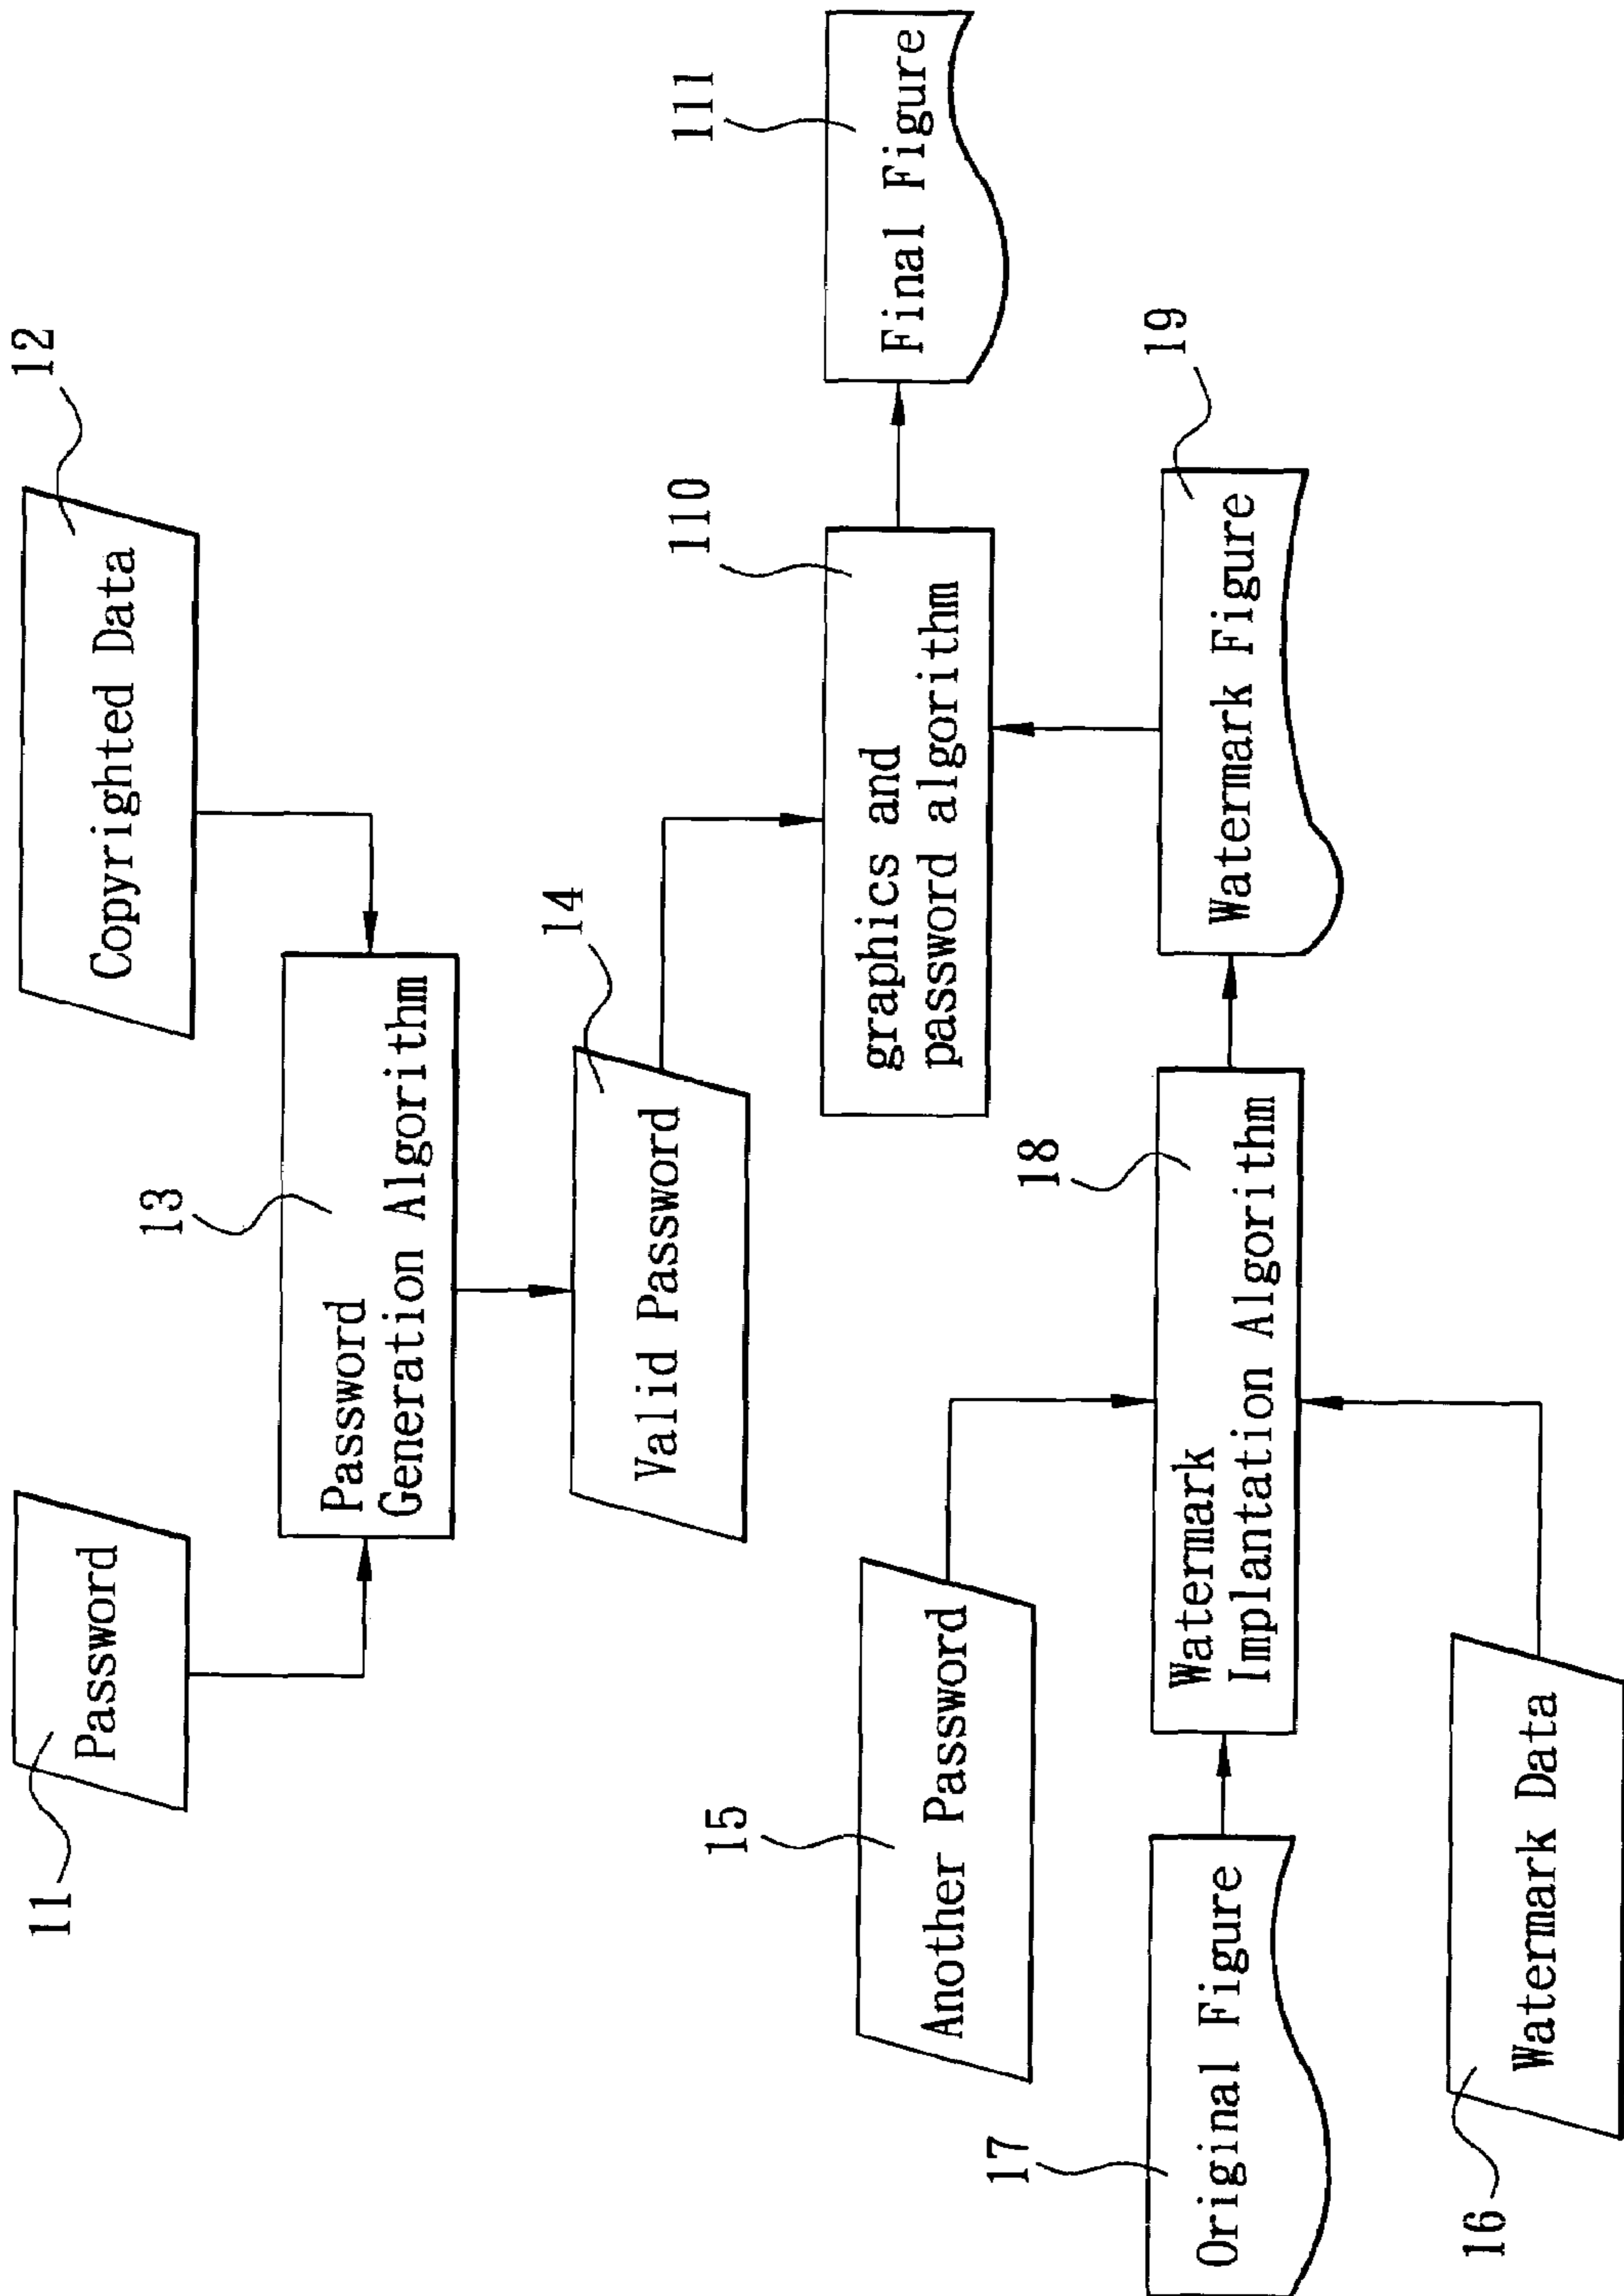 11
Password
12
Copyrighted Data
13
Password
Generation Algorithm
14
Valid Password
15
Another Password
110
graphics and
password algorithm
111
Final Figure
17
Original Figure
18
Watermark
Implantation Algorithm
19
Watermark Figure
16
Watermark Data